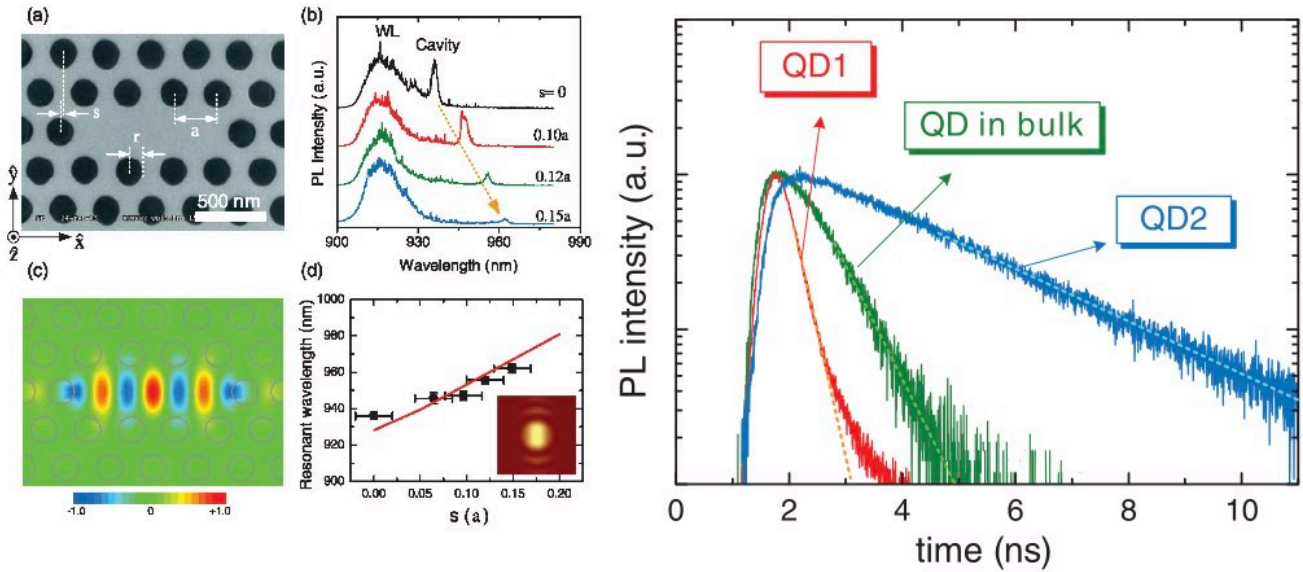 (a)
s
a
r
500 nm
ŷ
ẑ
x̂
(b)
WL
Cavity
s= 0
0.10a
0.12a
0.15a
PL Intensity (a.u.)
900 920 940 960 980 990
Wavelength (nm)
(c)
-1.0 0 +1.0
(d)
Resonant wavelength (nm)
1000
980
960
940
920
900
0.00 0.05 0.10 0.15 0.20
s (a)
QD1
QD in bulk
QD2
PL intensity (a.u.)
0 2 4 6 8 10
time (ns)